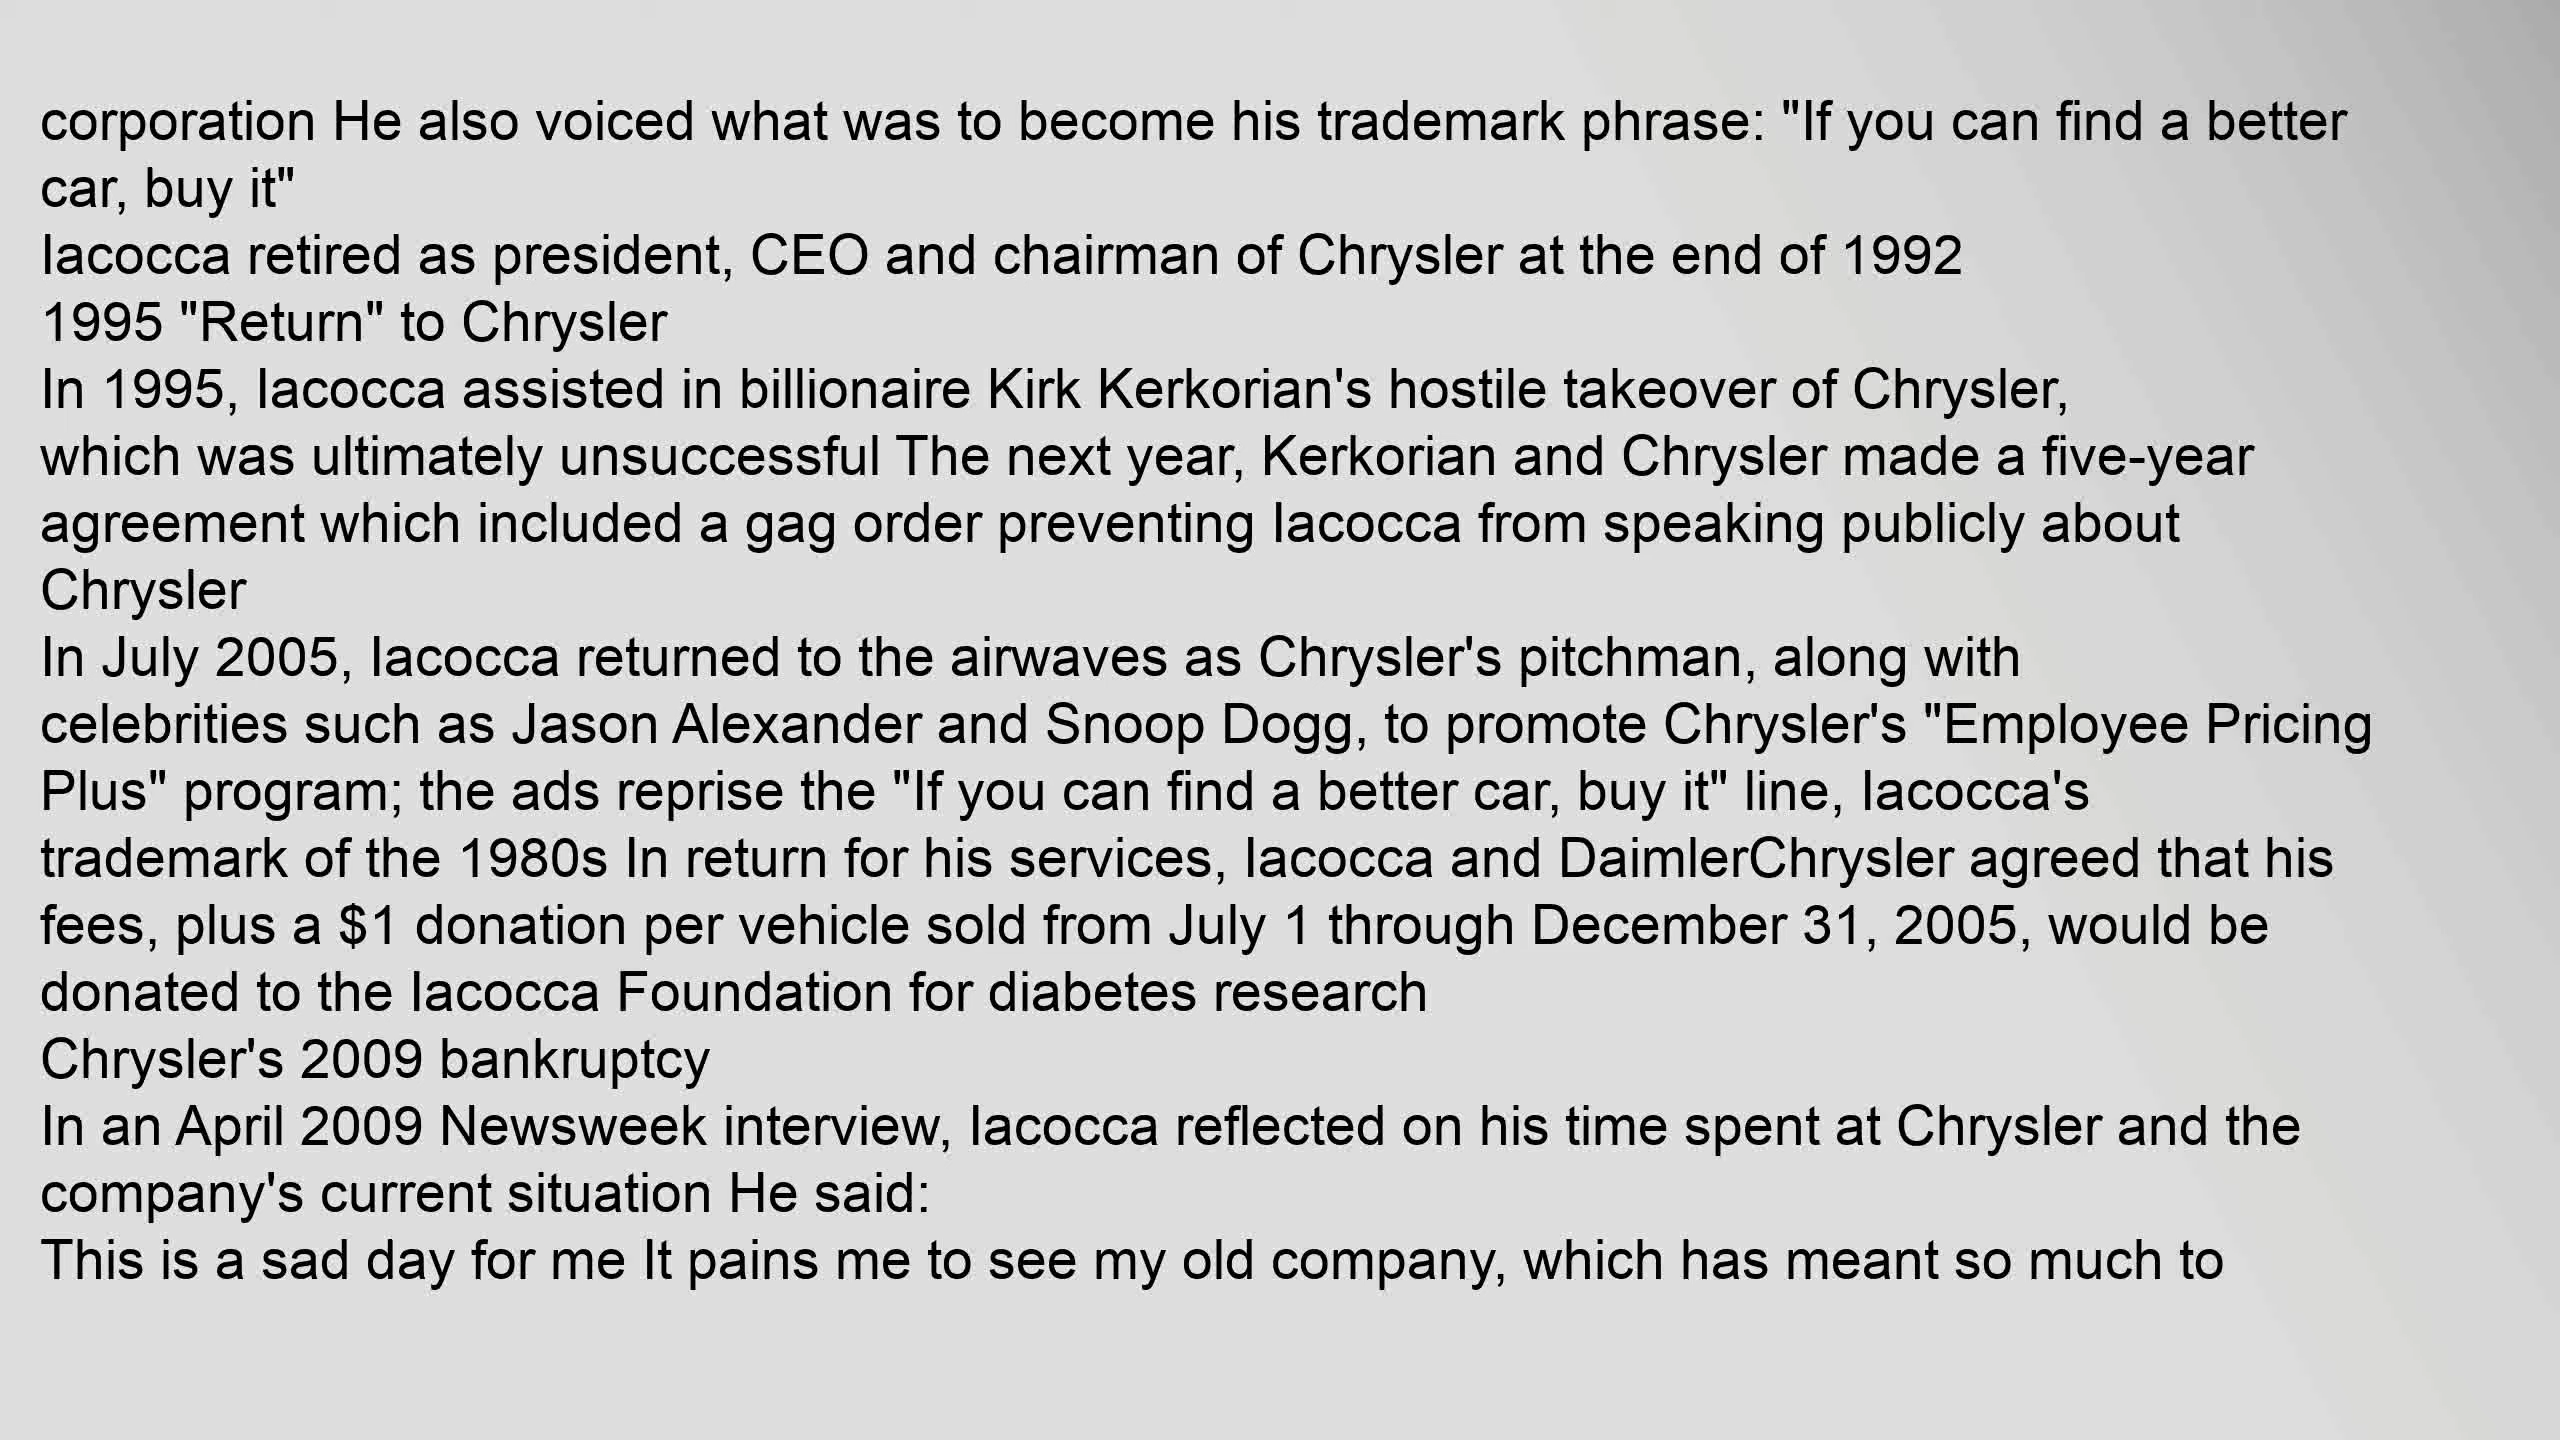 corporation He also voiced what was to become his trademark phrase: "If you can find a better
car, buy it"
Iacocca retired as president, CEO and chairman of Chrysler at the end of 1992
1995 "Return" to Chrysler
In 1995, Iacocca assisted in billionaire Kirk Kerkorian's hostile takeover of Chrysler,
which was ultimately unsuccessful The next year, Kerkorian and Chrysler made a five-year
agreement which included a gag order preventing Iacocca from speaking publicly about
Chrysler
In July 2005, Iacocca returned to the airwaves as Chrysler's pitchman, along with
celebrities such as Jason Alexander and Snoop Dogg, to promote Chrysler's "Employee Pricing
Plus" program; the ads reprise the "If you can find a better car, buy it" line, Iacocca's
trademark of the 1980s In return for his services, Iacocca and DaimlerChrysler agreed that his
fees, plus a $1 donation per vehicle sold from July 1 through December 31, 2005, would be
donated to the Iacocca Foundation for diabetes research
Chrysler's 2009 bankruptcy
In an April 2009 Newsweek interview, Iacocca reflected on his time spent at Chrysler and the
company's current situation He said:
This is a sad day for me It pains me to see my old company, which has meant so much to